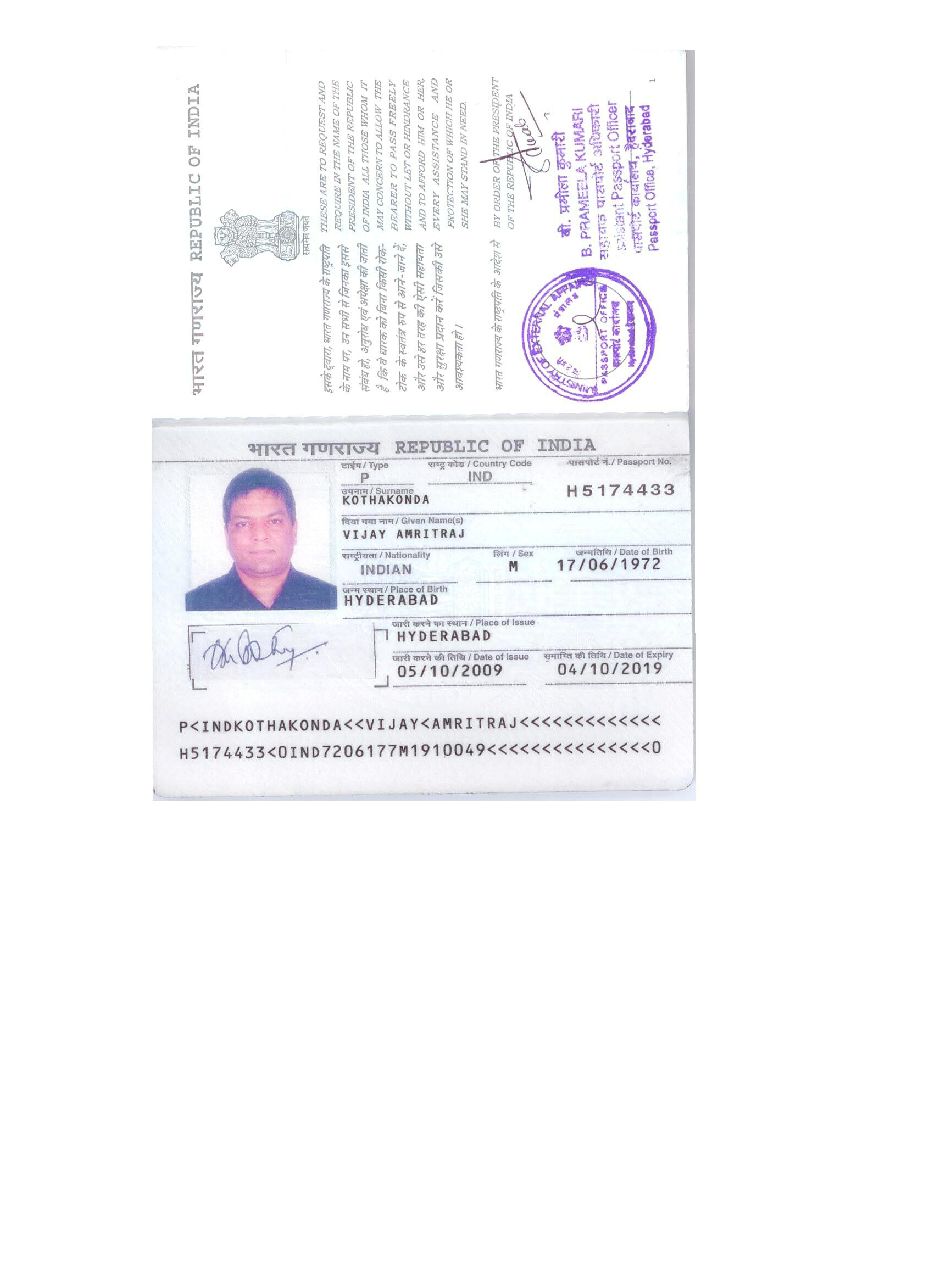 भारत गणराज्य REPUBLIC OF INDIA
सत्यमेव जयते
THESE ARE TO REQUEST AND
REQUIRE IN THE NAME OF THE
PRESIDENT OF THE REPUBLIC
OF INDIA ALL THOSE WHOM IT
MAY CONCERN TO ALLOW THE
BEARER TO PASS FREELY
WITHOUT LET OR HINDRANCE
AND TO AFFORD HIM OR HER,
EVERY ASSISTANCE AND
PROTECTION OF WHICH HE OR
SHE MAY STAND IN NEED.
इसके द्वारा, भारत गणराज्य के राष्ट्रपति
के नाम पर, उन सभी से जिनका इससे
संबंध हो, अनुरोध एवं अपेक्षा की जाती
है कि वे धारक को बिना किसी रोक-
टोक के स्वतंत्र रुप से आने-जाने दें,
और उसे हर तरह की ऐसी सहायता
और सुरक्षा प्रदान करें जिसकी उसे
आवश्यकता हो।
BY ORDER OF THE PRESIDENT
OF THE REPUBLIC OF INDIA
भारत गणराज्य के राष्ट्रपति के आदेश से
बी. प्रमीला कुमारी
B. PRAMEELA KUMARI
सहायक पासपोर्ट अधिकारी
Assistant Passport Officer
पासपोर्ट कार्यालय, हैदराबाद
Passport Office, Hyderabad
MINISTRY OF EXTERNAL AFFAIRS
PASSPORT OFFICE
पासपोर्ट कार्यालय
1
भारत गणराज्य REPUBLIC OF INDIA
टाईप / Type
राष्ट्र कोड / Country Code
पासपोर्ट नं. / Passport No.
P
IND
H5174433
उपनाम / Surname
KOTHAKONDA
दिया गया नाम / Given Name(s)
VIJAY AMRITRAJ
राष्ट्रीयता / Nationality
लिंग / Sex
जन्मतिथि / Date of Birth
INDIAN
M
17/06/1972
जन्म स्थान / Place of Birth
HYDERABAD
जारी करने का स्थान / Place of Issue
HYDERABAD
जारी करने की तिथि / Date of Issue
समाप्ति की तिथि / Date of Expiry
05/10/2009
04/10/2019
P<INDKOTHAKONDA<<VIJAY<AMRITRAJ<<<<<<<<<<<<<
H5174433<0IND7206177M1910049<<<<<<<<<<<<<<<0